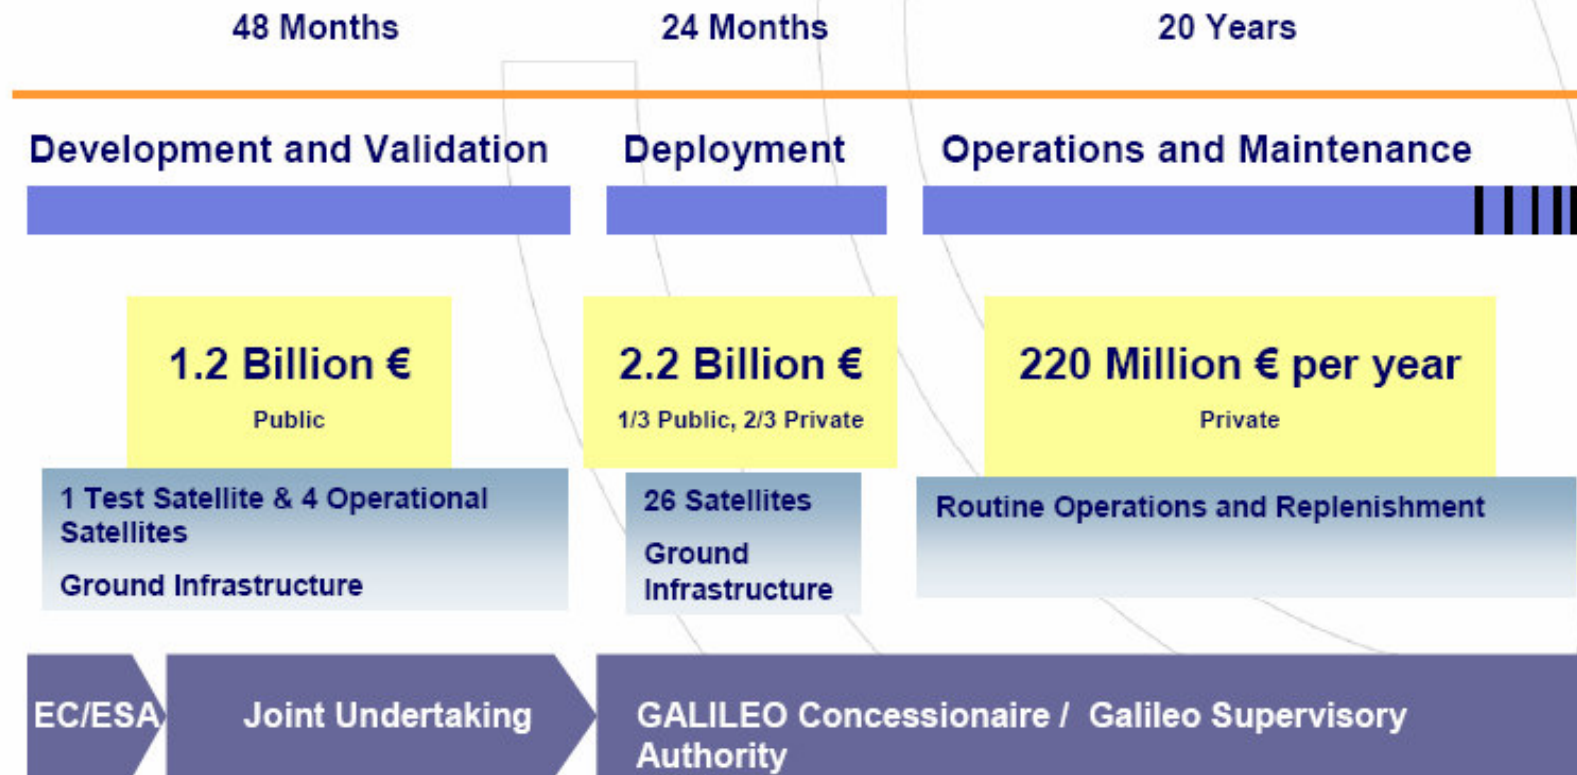 48 Months
24 Months
20 Years
Development and Validation
Deployment
Operations and Maintenance
1.2 Billion €
Public
2.2 Billion €
1/3 Public, 2/3 Private
220 Million € per year
Private
1 Test Satellite & 4 Operational
Satellites
Ground Infrastructure
26 Satellites
Ground
Infrastructure
Routine Operations and Replenishment
EC/ESA
Joint Undertaking
GALILEO Concessionaire / Galileo Supervisory
Authority